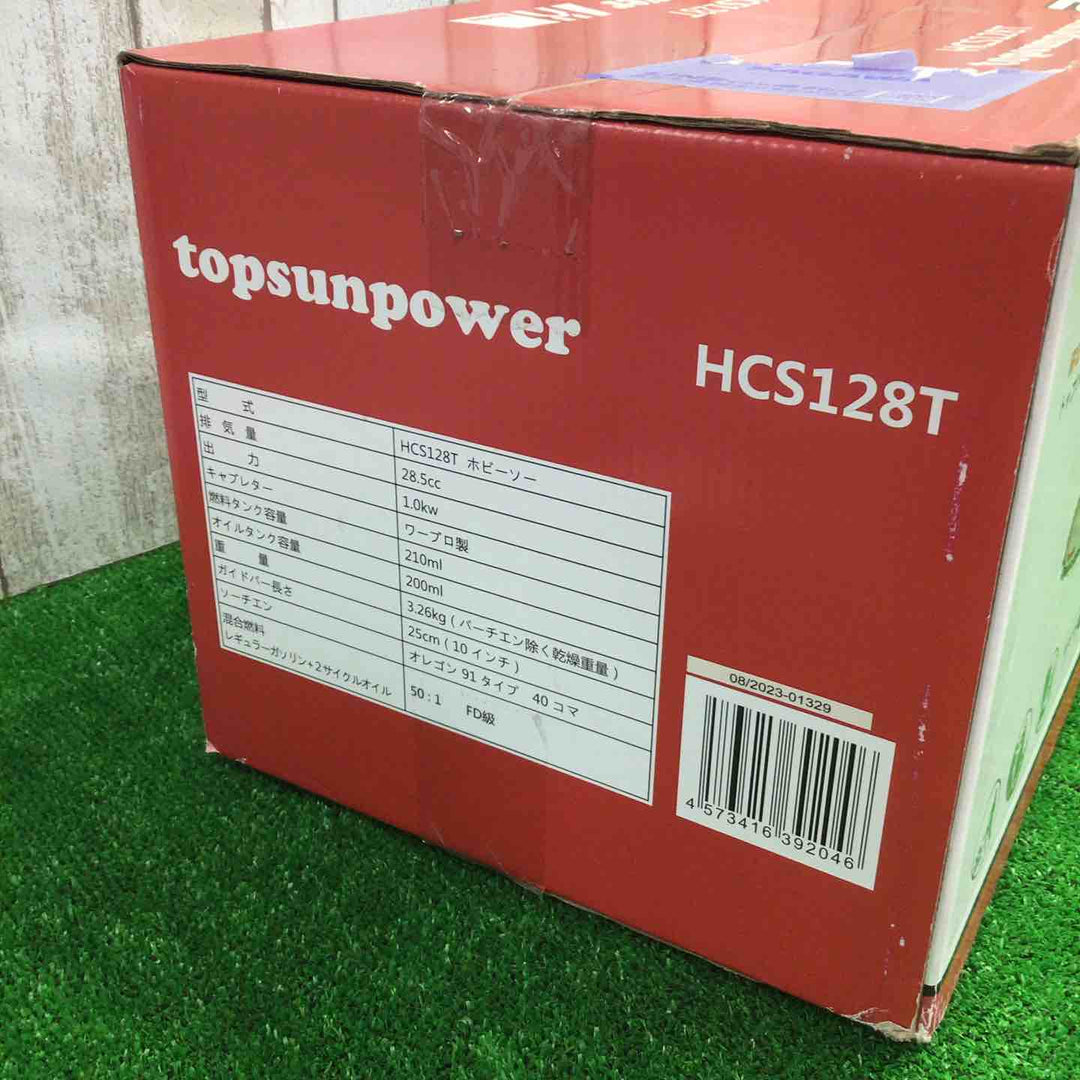 HCS128T
topsunpower
HCS128T
型 式 HCS128T ホビーソー
排 気 量 28.5cc
出 力 1.0kw
キャブレター ワーブロ製
燃料タンク容量 210ml
オイルタンク容量 200ml
重 量 3.26kg ( バーチエン除く乾燥重量 )
ガイドバー長さ 25cm ( 10 インチ )
ソーチエン オレゴン 91 タイプ 40 コマ
混合燃料
レギュラーガソリン+2サイクルオイル 50 : 1 FD級
08/2023-01329
4 573416 392046